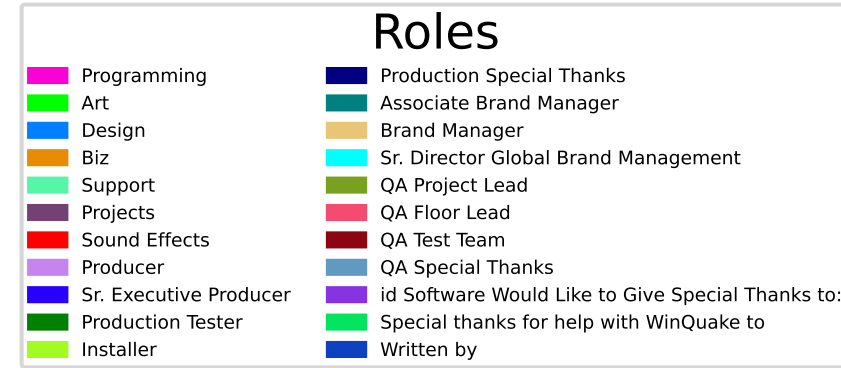 Roles
Programming
Art
Design
Biz
Support
Projects
Sound Effects
Producer
Sr. Executive Producer
Production Tester
Installer
Production Special Thanks
Associate Brand Manager
Brand Manager
Sr. Director Global Brand Management
QA Project Lead
QA Floor Lead
QA Test Team
QA Special Thanks
id Software Would Like to Give Special Thanks to:
Special thanks for help with WinQuake to
Written by